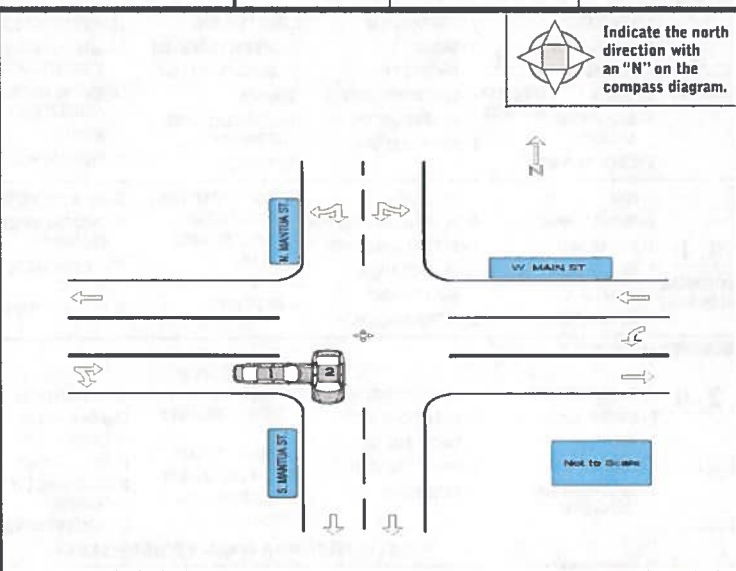 Indicate the north
direction with
an "N" on the
compass diagram.
N
N. MANTUA ST.
W. MAIN ST
1
2
S. MANTUA ST.
Not to Scale